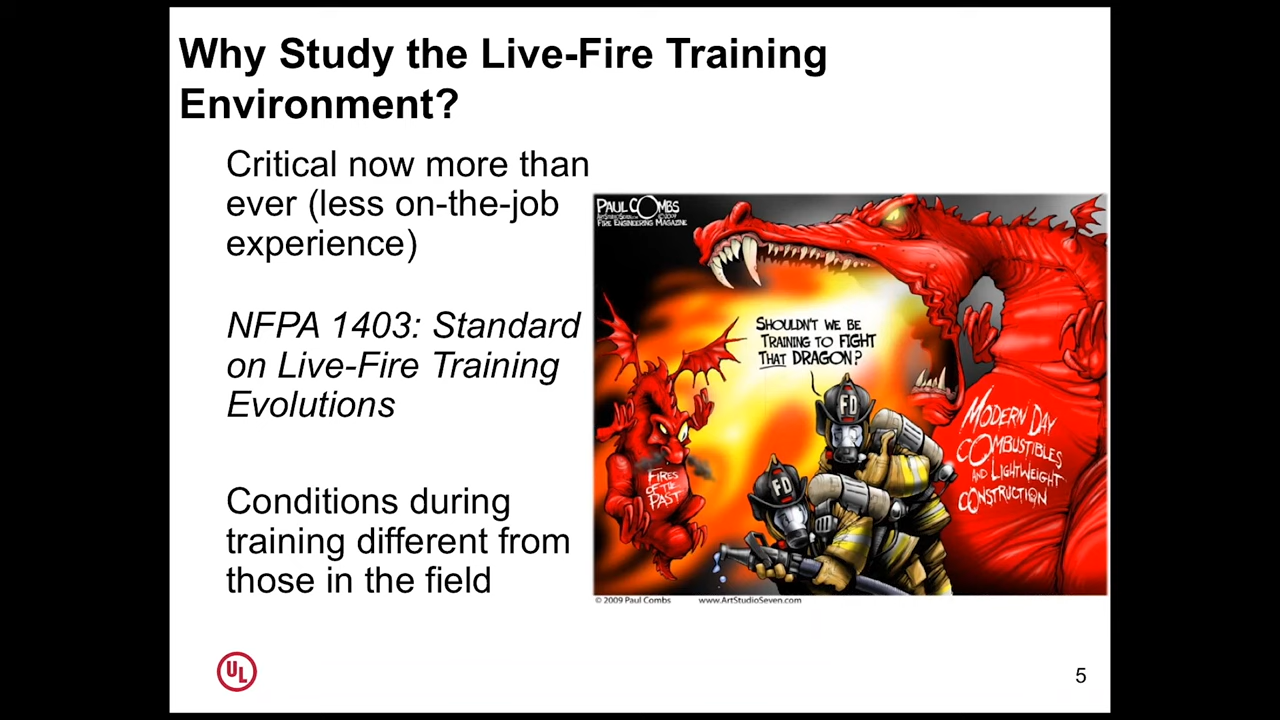 Why Study the Live-Fire Training
Environment?
Critical now more than
ever (less on-the-job
experience)
NFPA 1403: Standard
on Live-Fire Training
Evolutions
Conditions during
training different from
those in the field
PAUL COMBS
ARTSTUDIOSEVEN.COM ©2009
FIRE ENGINEERING MAGAZINE
SHOULDN'T WE BE
TRAINING TO FIGHT
THAT DRAGON?
FD
FD
FIRES
OF THE
PAST
MODERN DAY
COMBUSTIBLES
AND LIGHTWEIGHT
CONSTRUCTION
© 2009 Paul Combs www.ArtStudioSeven.com
UL
5